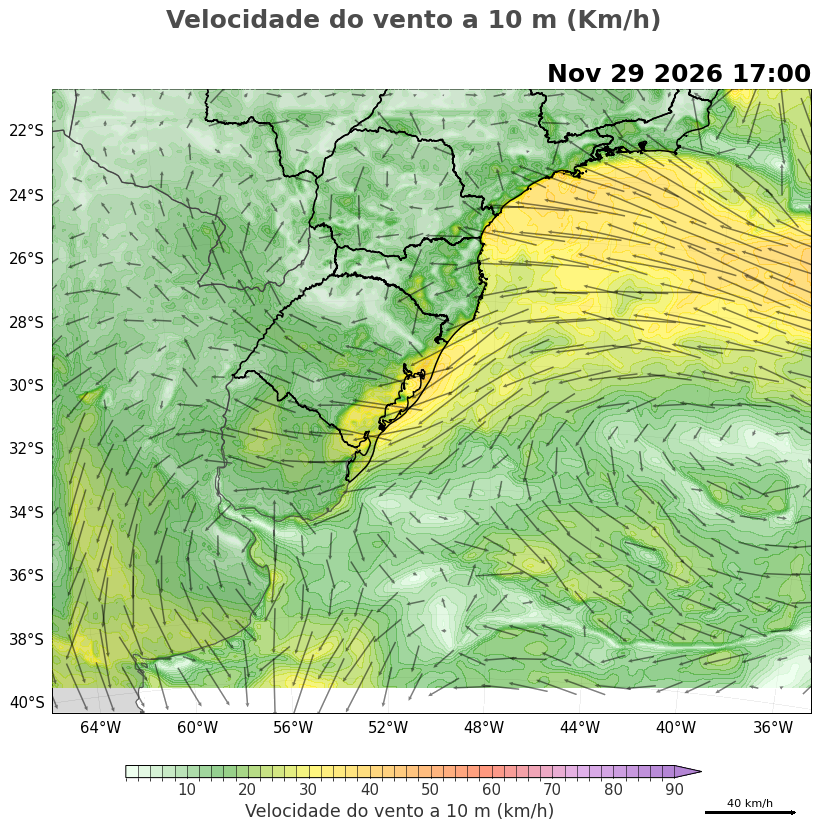 Velocidade do vento a 10 m (Km/h)
Nov 29 2026 17:00
22°S
24°S
26°S
28°S
30°S
32°S
34°S
36°S
38°S
40°S
64°W 60°W 56°W 52°W 48°W 44°W 40°W 36°W
10 20 30 40 50 60 70 80 90
Velocidade do vento a 10 m (km/h)
40 km/h